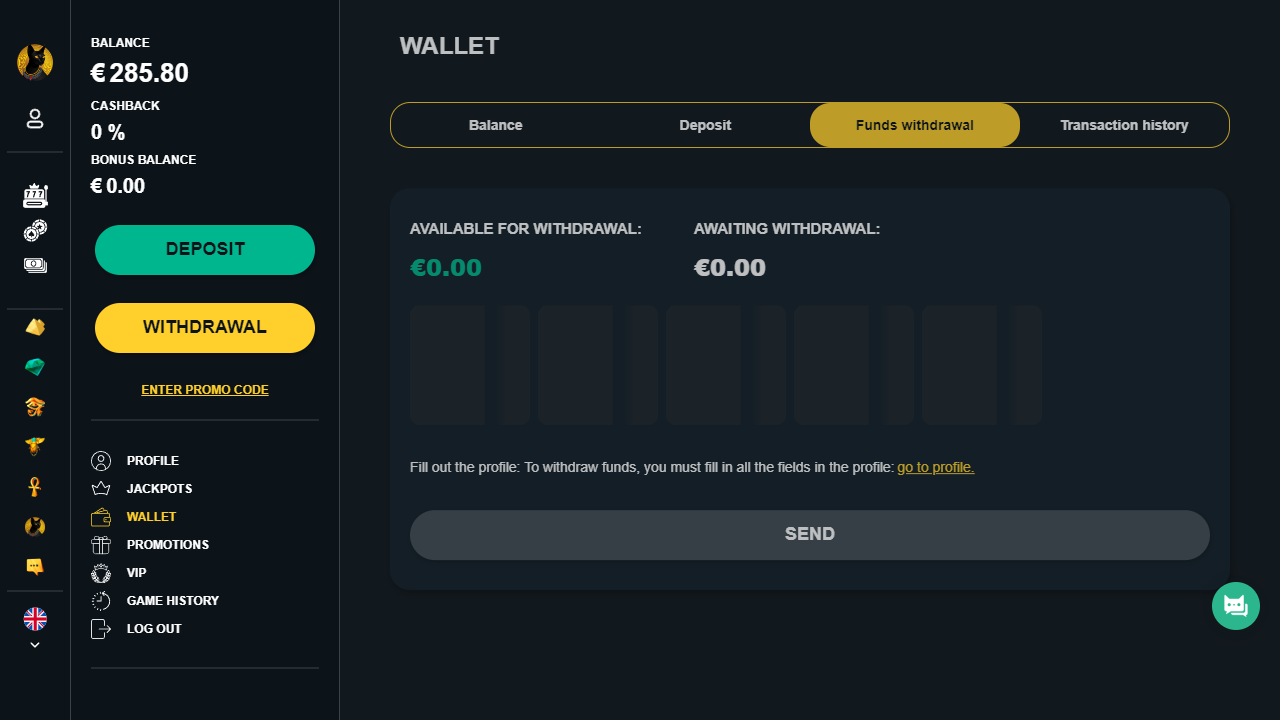 BALANCE
€ 285.80
CASHBACK
0 %
BONUS BALANCE
€ 0.00
DEPOSIT
WITHDRAWAL
ENTER PROMO CODE
PROFILE
JACKPOTS
WALLET
PROMOTIONS
VIP
GAME HISTORY
LOG OUT
WALLET
Balance
Deposit
Funds withdrawal
Transaction history
AVAILABLE FOR WITHDRAWAL:
€0.00
AWAITING WITHDRAWAL:
€0.00
Fill out the profile: To withdraw funds, you must fill in all the fields in the profile: go to profile.
SEND